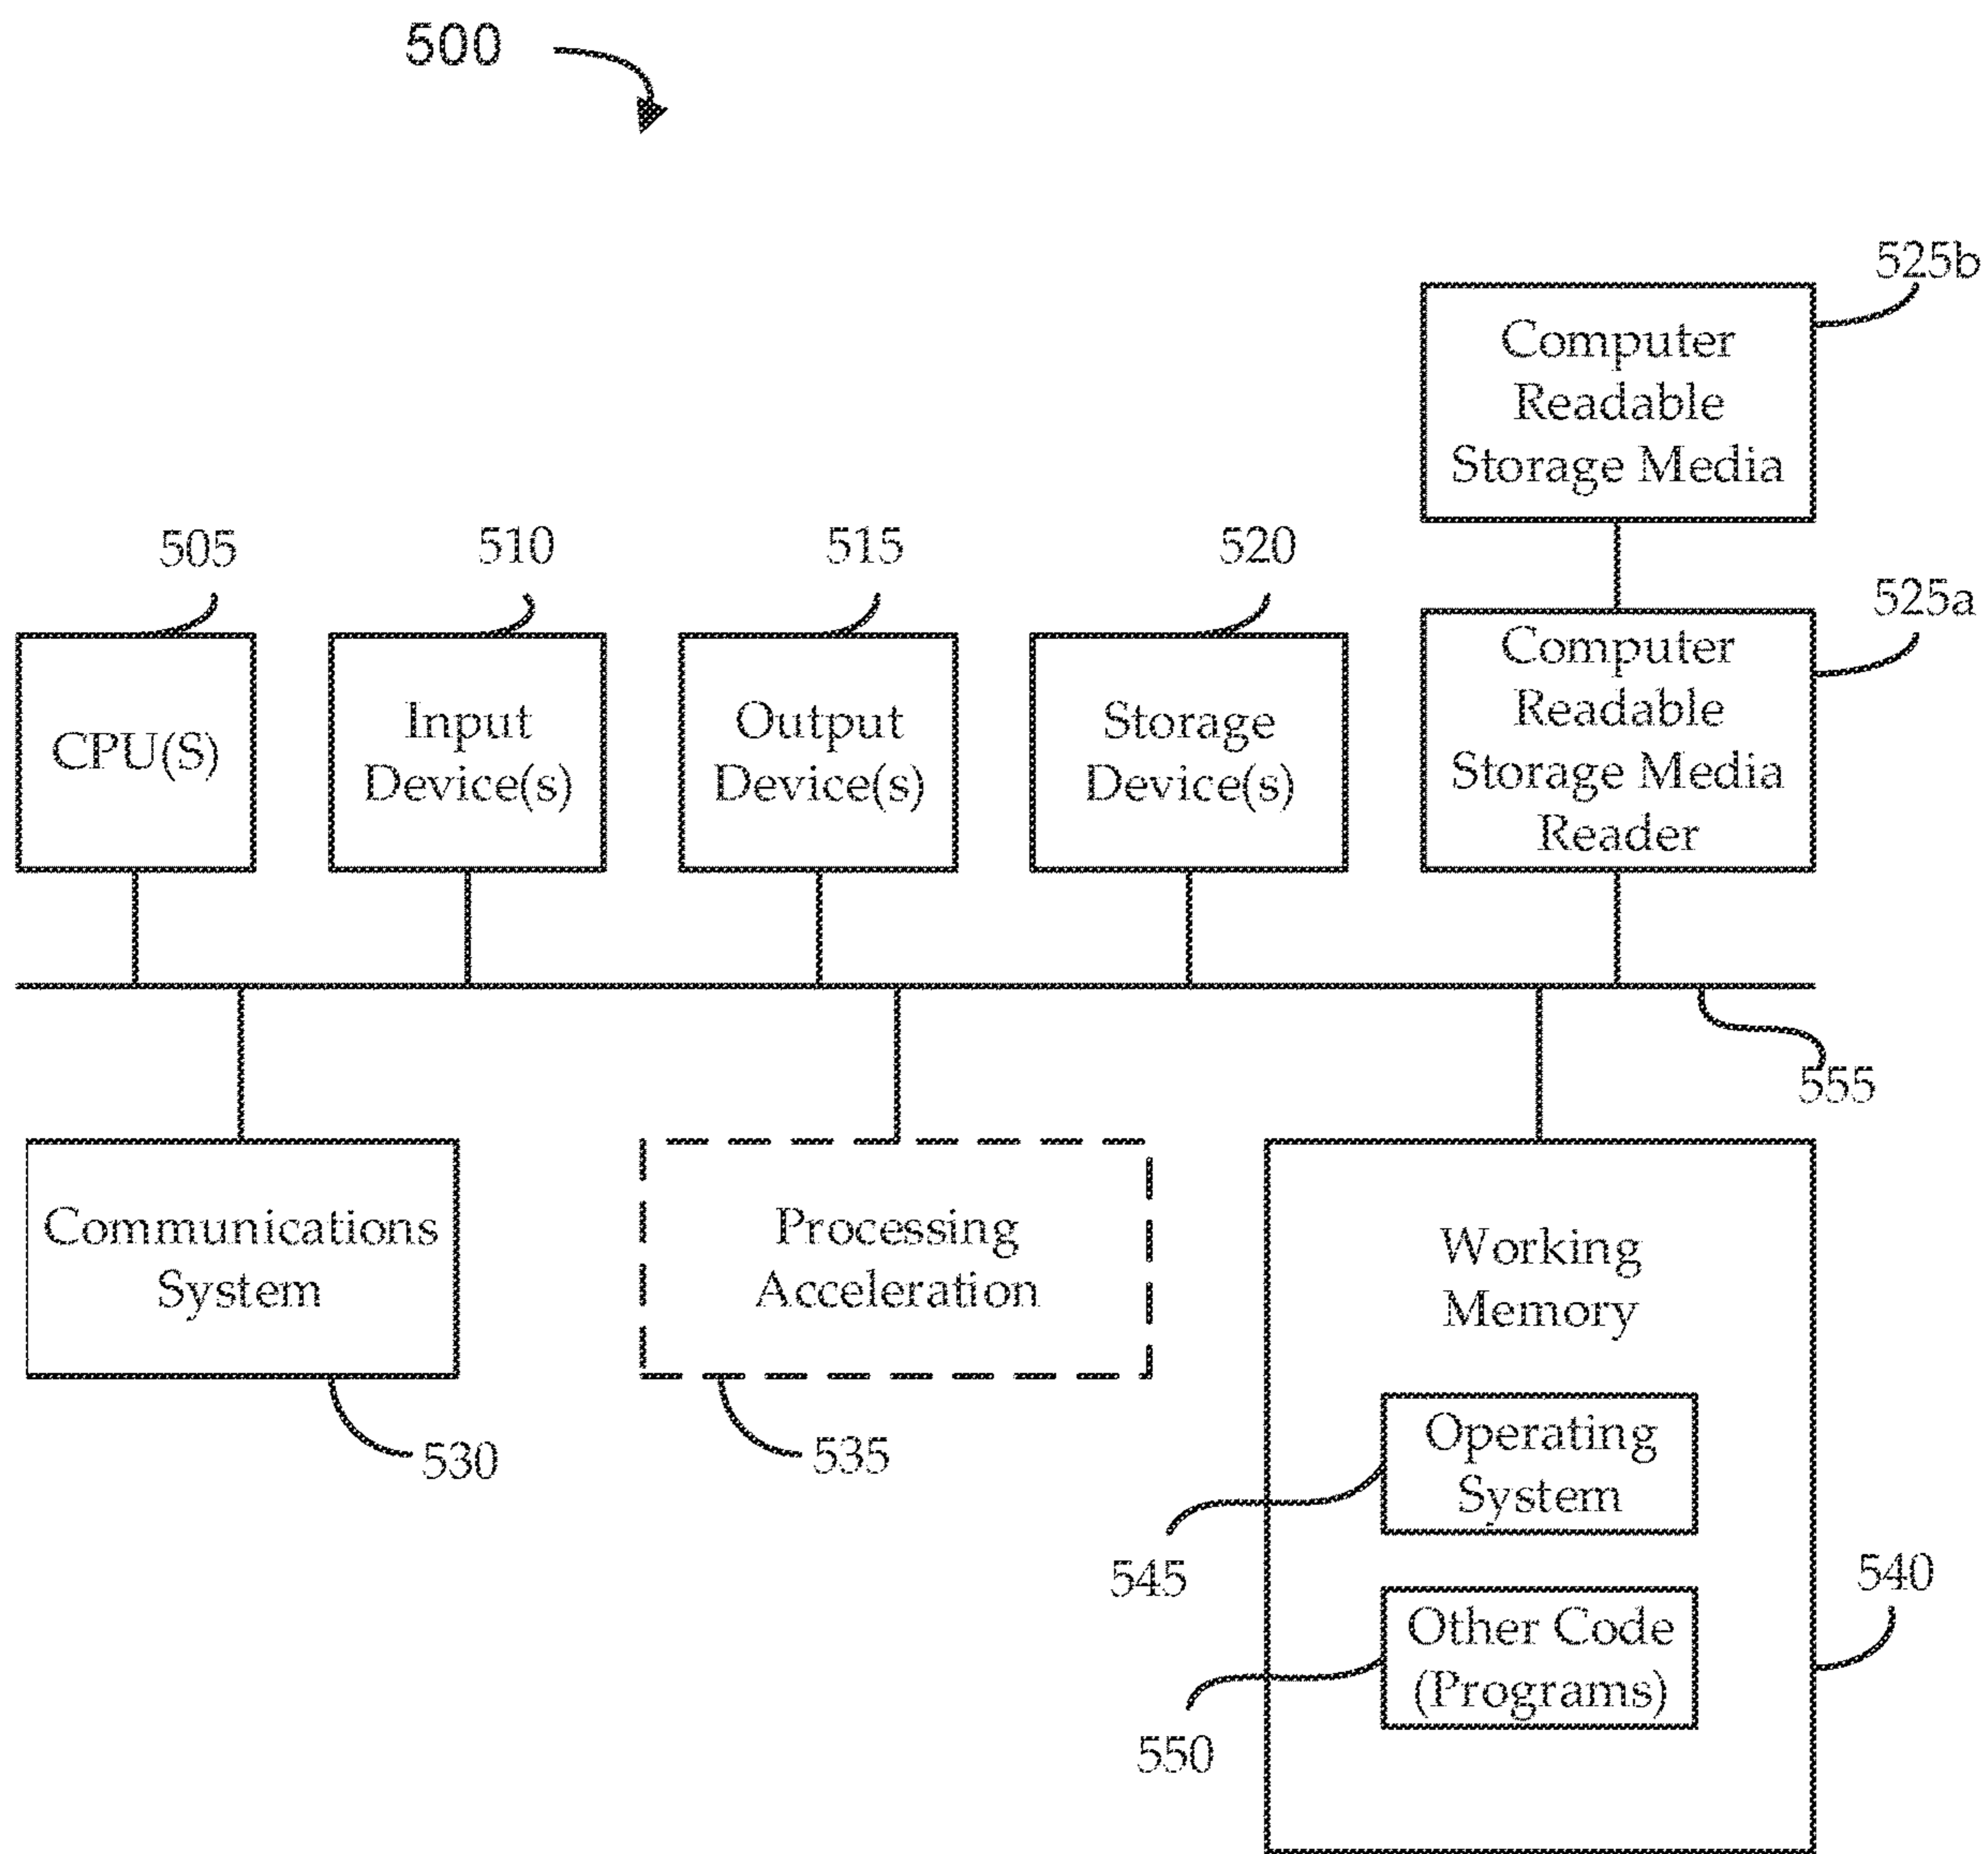 500
525b
Computer
Readable
Storage Media
505
510
515
520
525a
CPU(S)
Input
Device(s)
Output
Device(s)
Storage
Device(s)
Computer
Readable
Storage Media
Reader
555
Communications
System
530
Processing
Acceleration
535
Working
Memory
Operating
System
545
540
Other Code
(Programs)
550